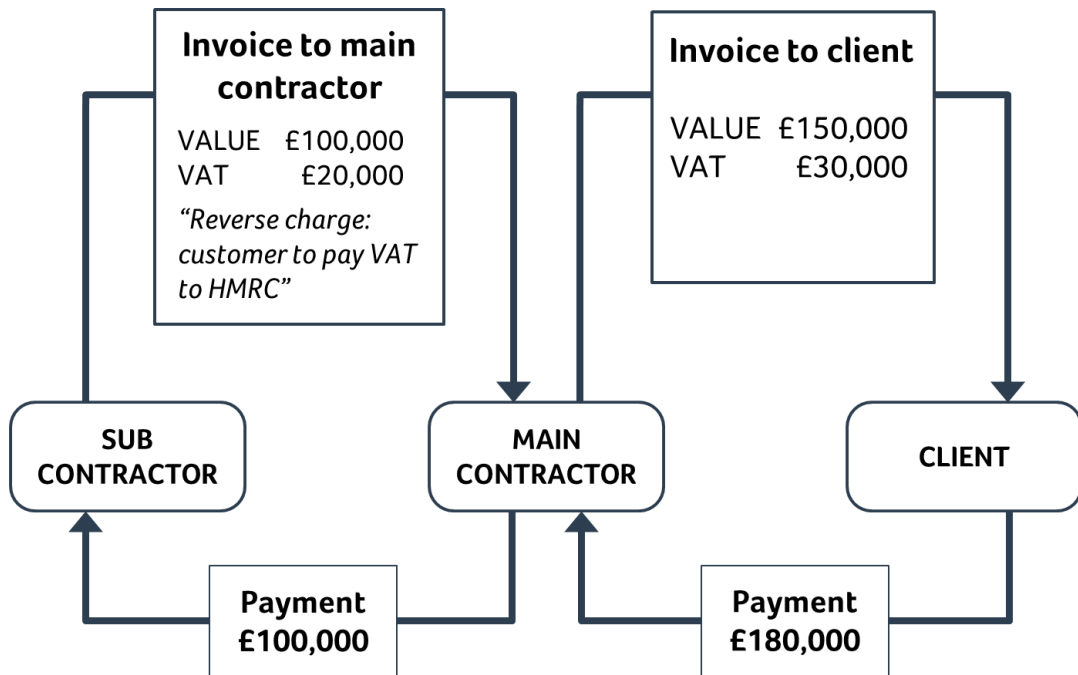 Invoice to main
contractor
VALUE £100,000
VAT £20,000
“Reverse charge:
customer to pay VAT
to HMRC”
Invoice to client
VALUE £150,000
VAT £30,000
SUB
CONTRACTOR
MAIN
CONTRACTOR
CLIENT
Payment
£100,000
Payment
£180,000